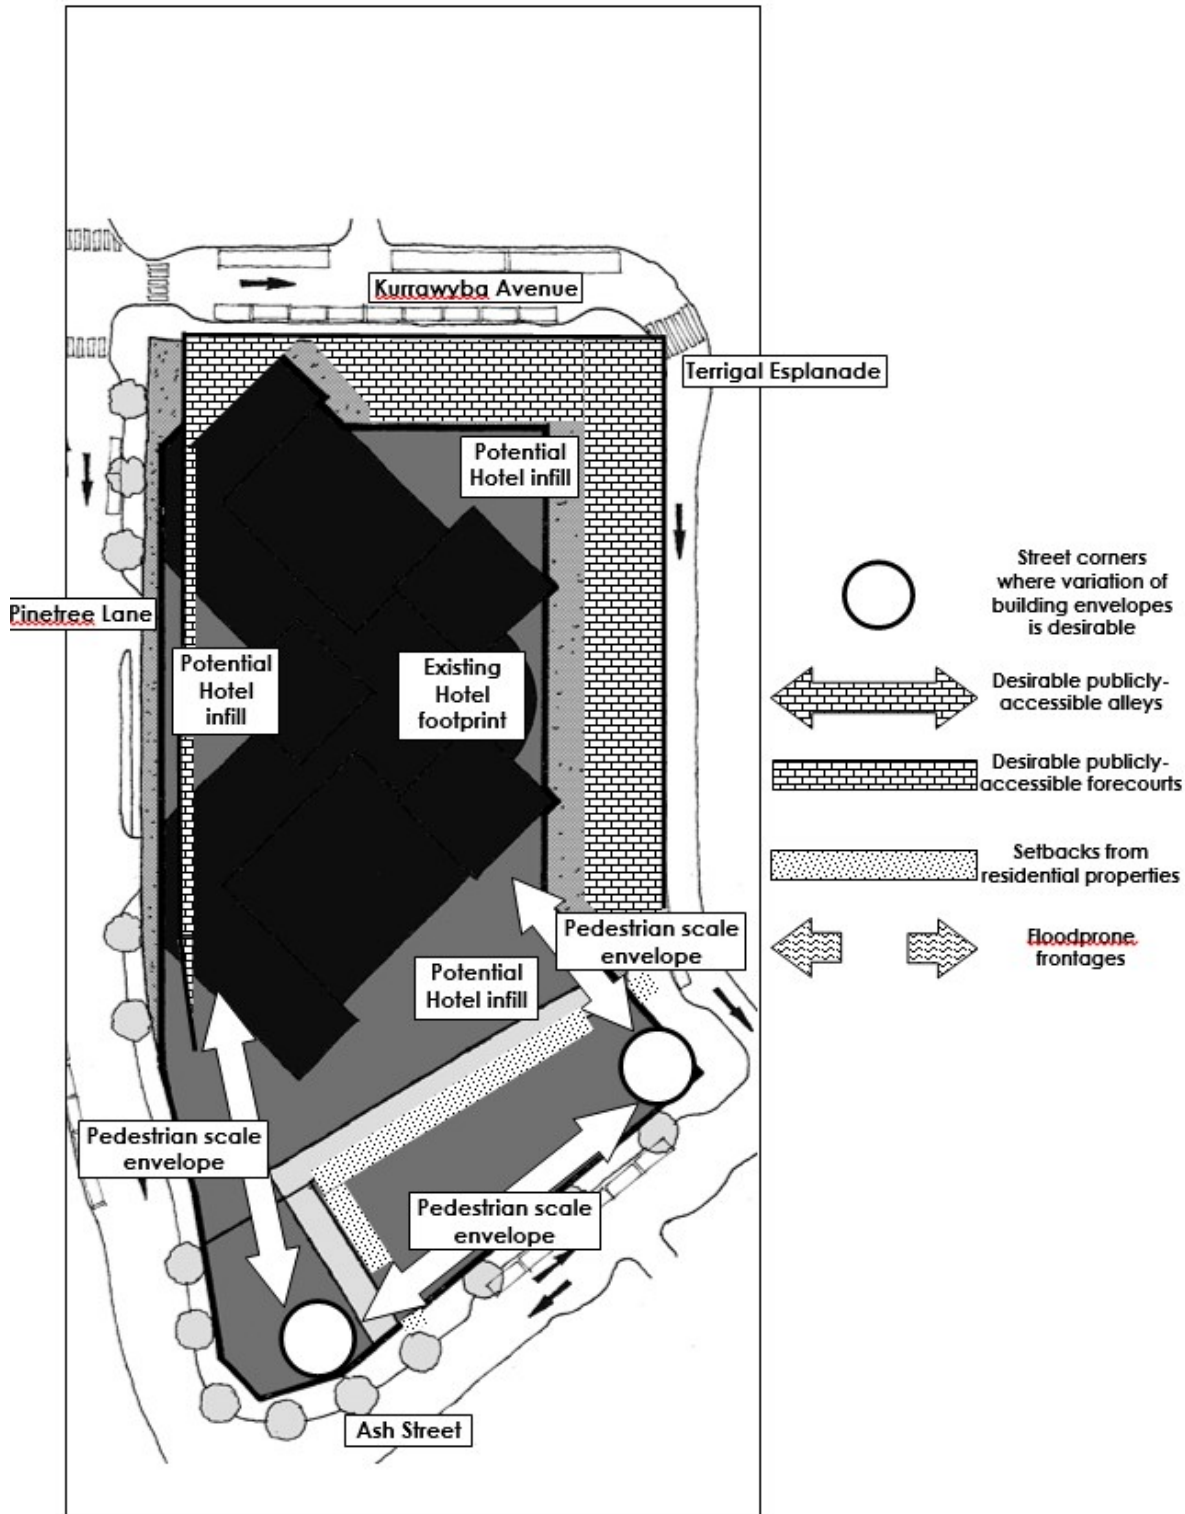 Kurrawyba Avenue
Terrigal Esplanade
Potential
Hotel infill
Pinetree Lane
Potential
Hotel
infill
Existing
Hotel
footprint
Pedestrian scale
envelope
Potential
Hotel infill
Pedestrian scale
envelope
Pedestrian scale
envelope
Ash Street
Street corners
where variation of
building envelopes
is desirable
Desirable publicly-
accessible alleys
Desirable publicly-
accessible forecourts
Setbacks from
residential properties
Floodprone
frontages